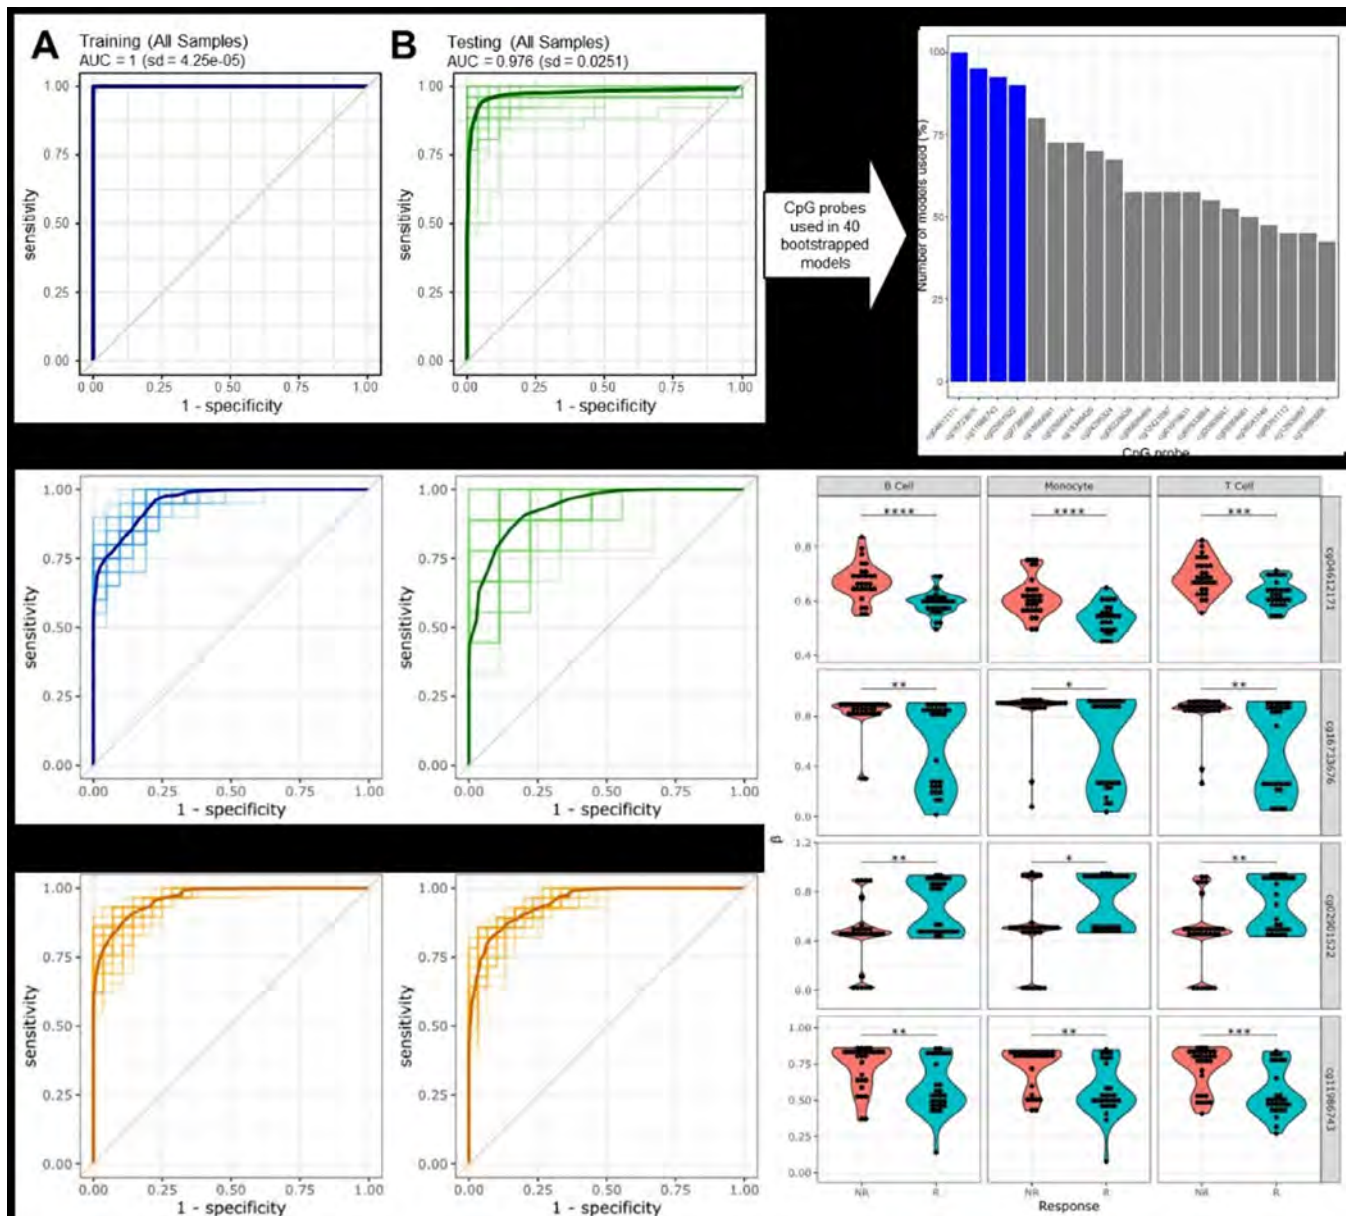 A
Training (All Samples)
AUC = 1 (sd = 4.25e-05)
1.00
0.75
0.50
0.25
0.00
sensitivity
0.00 0.25 0.50 0.75 1.00
1 - specificity
B
Testing (All Samples)
AUC = 0.976 (sd = 0.0251)
1.00
0.75
0.50
0.25
0.00
sensitivity
0.00 0.25 0.50 0.75 1.00
1 - specificity
CpG probes
used in 40
bootstrapped
models
Number of models used (%)
100
75
50
25
0
cg04612171
cg16733676
cg11986743
cg02901522
CpG probe
1.00
0.75
0.50
0.25
0.00
sensitivity
0.00 0.25 0.50 0.75 1.00
1 - specificity
1.00
0.75
0.50
0.25
0.00
sensitivity
0.00 0.25 0.50 0.75 1.00
1 - specificity
1.00
0.75
0.50
0.25
0.00
sensitivity
0.00 0.25 0.50 0.75 1.00
1 - specificity
1.00
0.75
0.50
0.25
0.00
sensitivity
0.00 0.25 0.50 0.75 1.00
1 - specificity
B Cell Monocyte T Cell
**** **** ***
0.8
0.6
0.4
cg04612171
** * **
0.8
0.4
0.0
cg16733676
β
** * **
1.2
0.8
0.4
0.0
cg02901522
** ** ***
1.00
0.75
0.50
0.25
0.00
cg11986743
NR R NR R NR R
Response